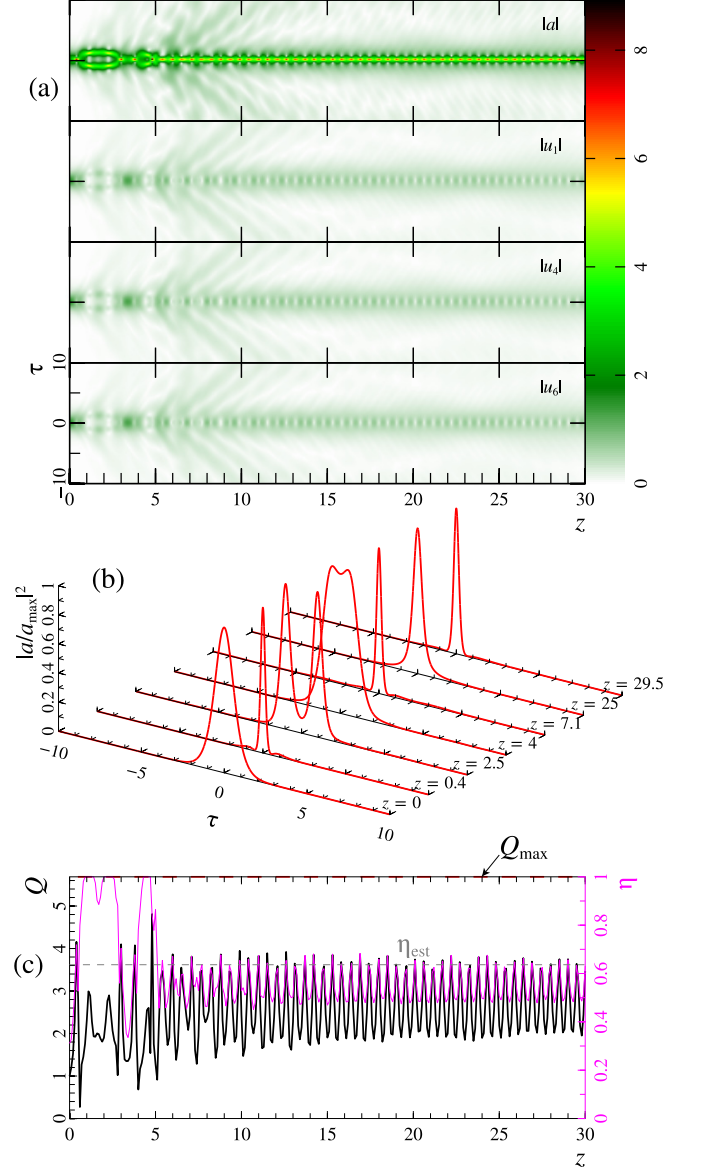 |a|
(a)
8
6
4
2
0
|u₁|
|u₄|
|u₆|
τ
10
0
−10
0 5 10 15 20 25 30
z
(b)
|a/a_max|²
1
0.8
0.6
0.4
0.2
0
−10 −5 0 5 10
τ
z = 29.5
z = 25
z = 7.1
z = 4
z = 2.5
z = 0.4
z = 0
Q_max
(c)
Q
5
4
3
2
1
0
η_est
η
1
0.8
0.6
0.4
0.2
0
0 5 10 15 20 25 30
z